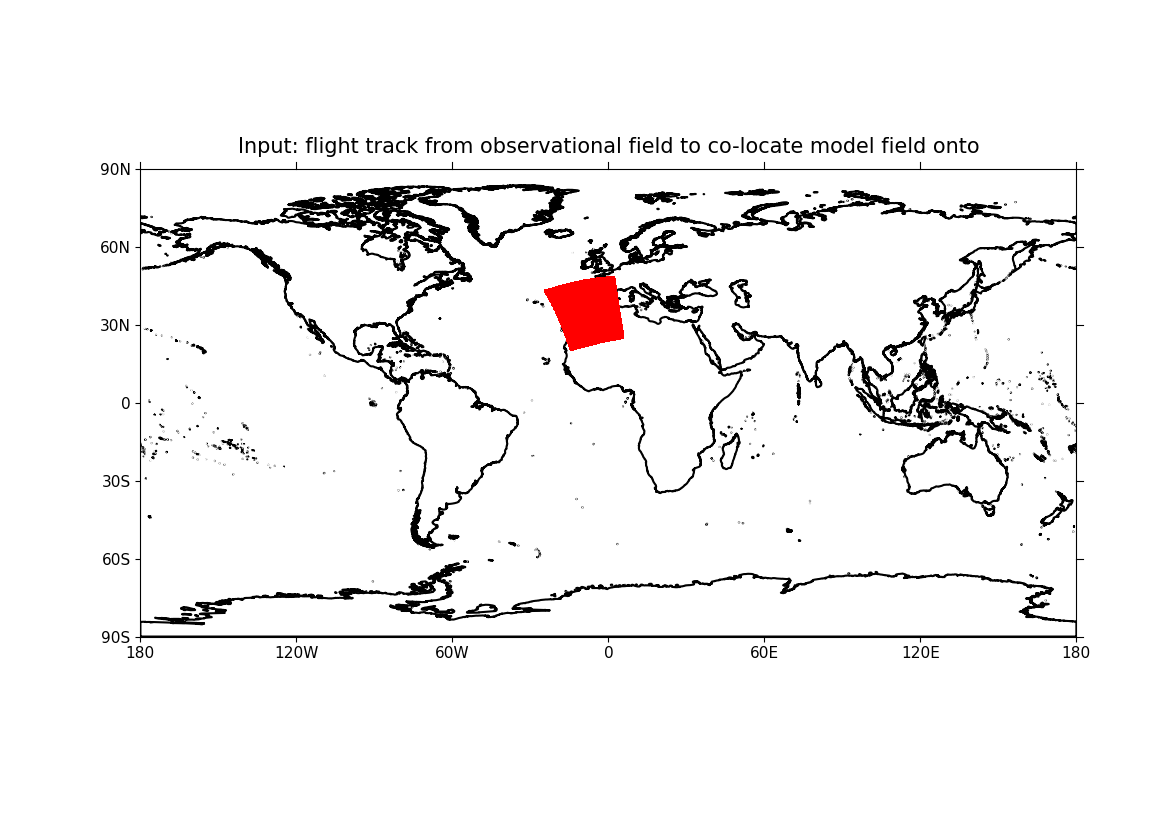 Input: flight track from observational field to co-locate model field onto
90N
60N
30N
0
30S
60S
90S
180 120W 60W 0 60E 120E 180